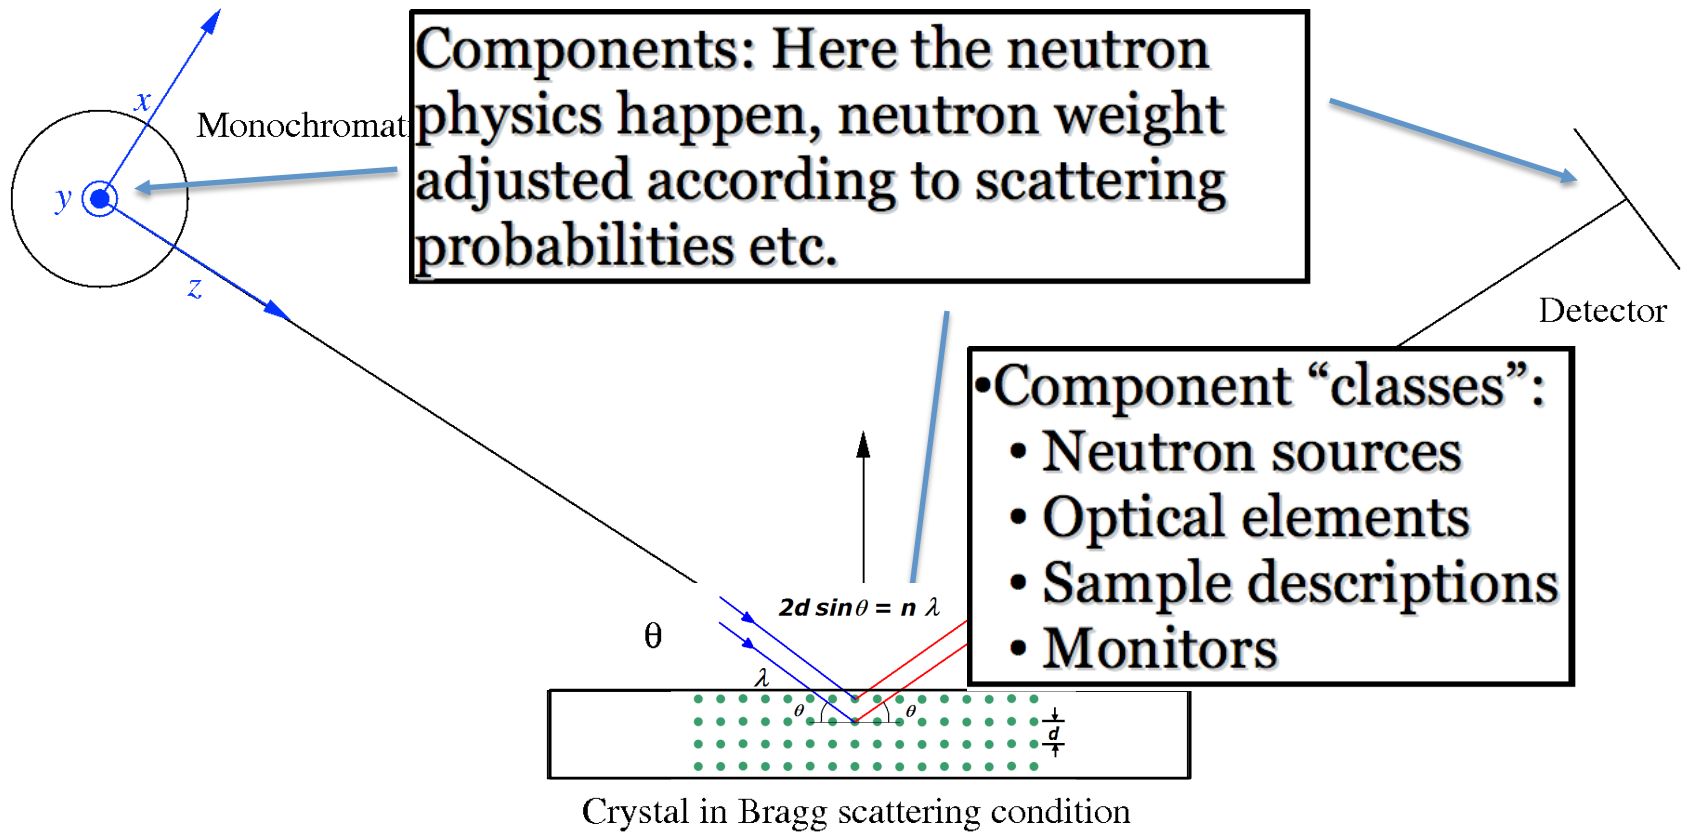 Components: Here the neutron
physics happen, neutron weight
adjusted according to scattering
probabilities etc.
x
y
z
Detector
•Component “classes”:
• Neutron sources
• Optical elements
• Sample descriptions
• Monitors
2d sinθ = n λ
θ
λ
θ
θ
d
Crystal in Bragg scattering condition